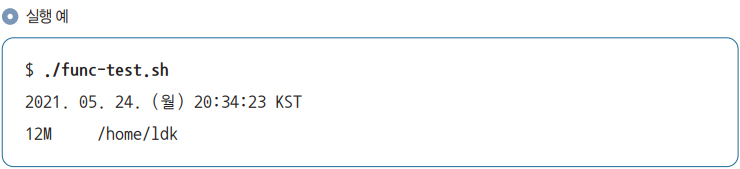 실행 예
$ ./func-test.sh
2021. 05. 24. (월) 20:34:23 KST
12M /home/ldk